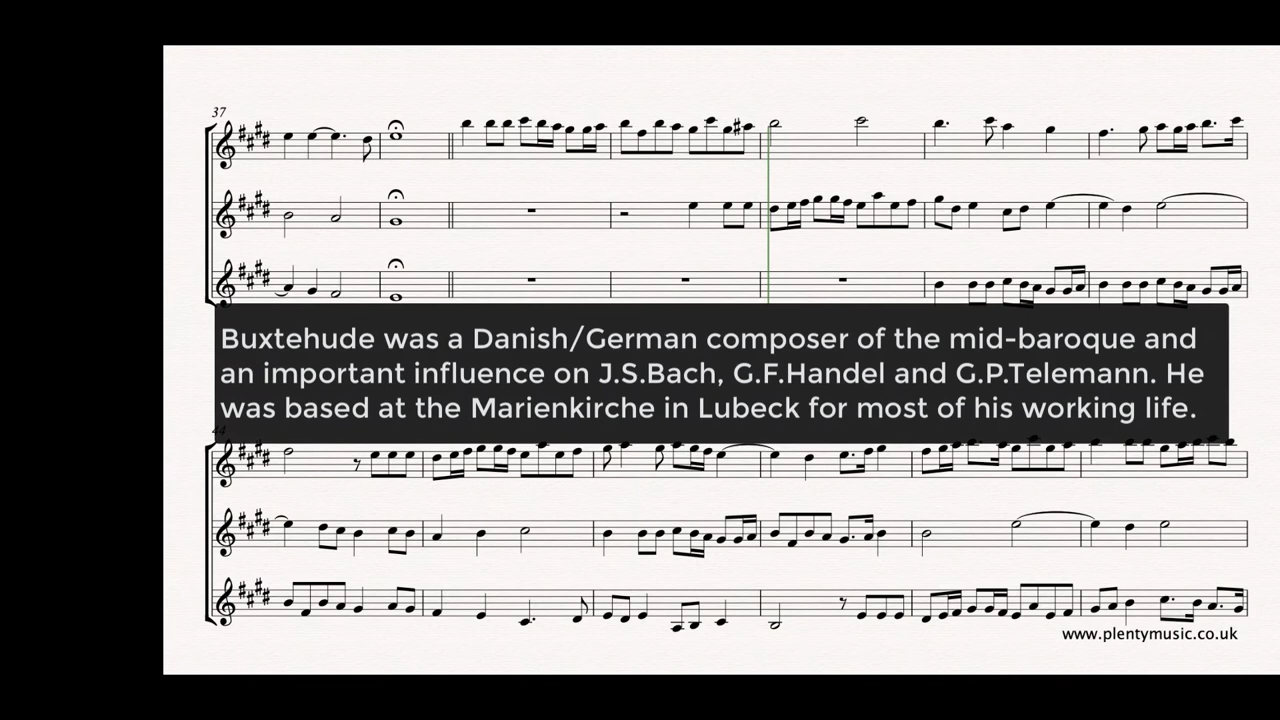 37
Buxtehude was a Danish/German composer of the mid-baroque and
an important influence on J.S.Bach, G.F.Handel and G.P.Telemann. He
was based at the Marienkirche in Lubeck for most of his working life.
www.plentymusic.co.uk